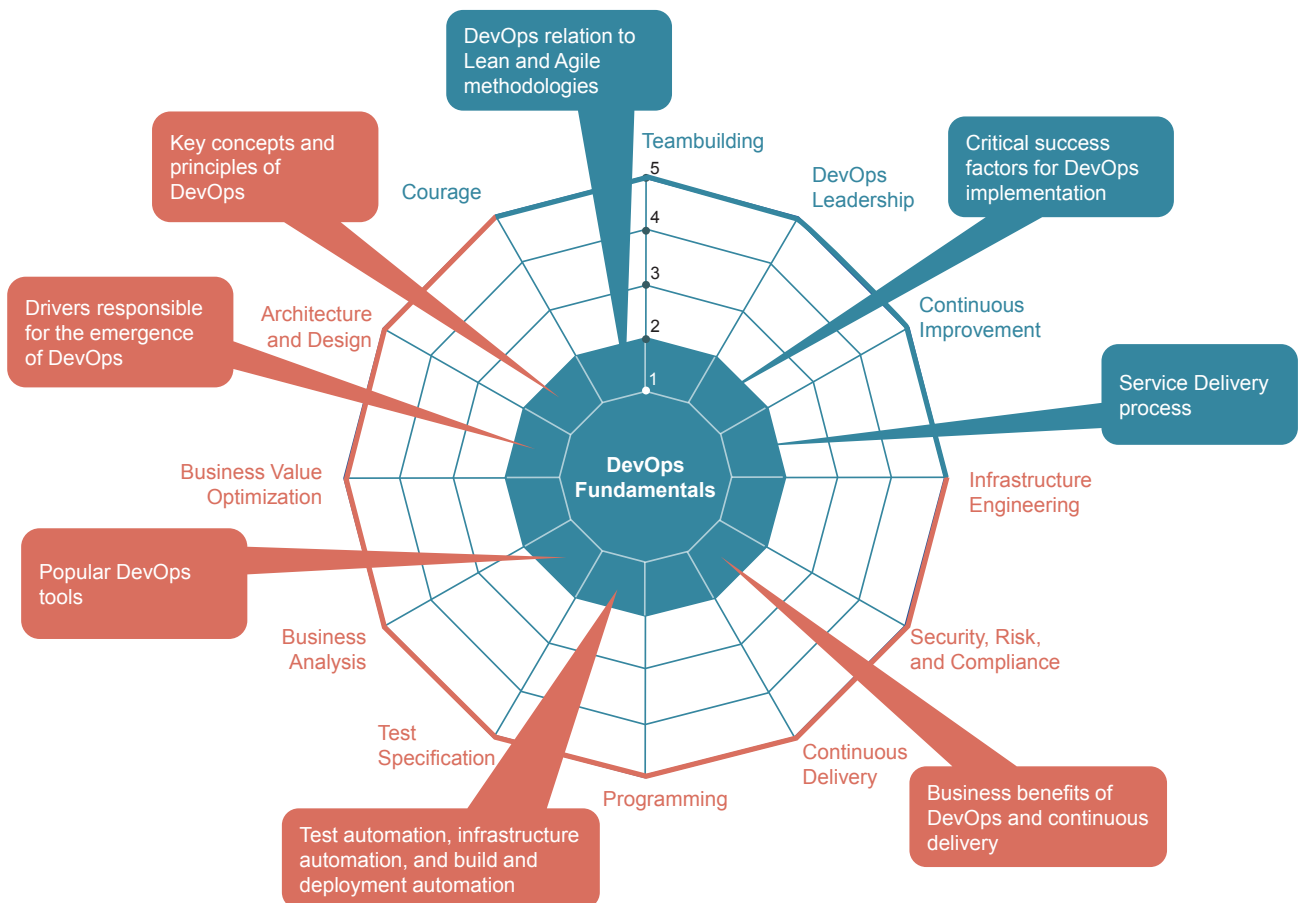 DevOps relation to
Lean and Agile
methodologies
Key concepts and
principles of
DevOps
Critical success
factors for DevOps
implementation
Teambuilding
DevOps
Leadership
Courage
5
4
3
2
1
Drivers responsible
for the emergence
of DevOps
Architecture
and Design
Continuous
Improvement
Service Delivery
process
DevOps
Fundamentals
Business Value
Optimization
Infrastructure
Engineering
Popular DevOps
tools
Business
Analysis
Security, Risk,
and Compliance
Test
Specification
Continuous
Delivery
Programming
Business benefits of
DevOps and continuous
delivery
Test automation, infrastructure
automation, and build and
deployment automation